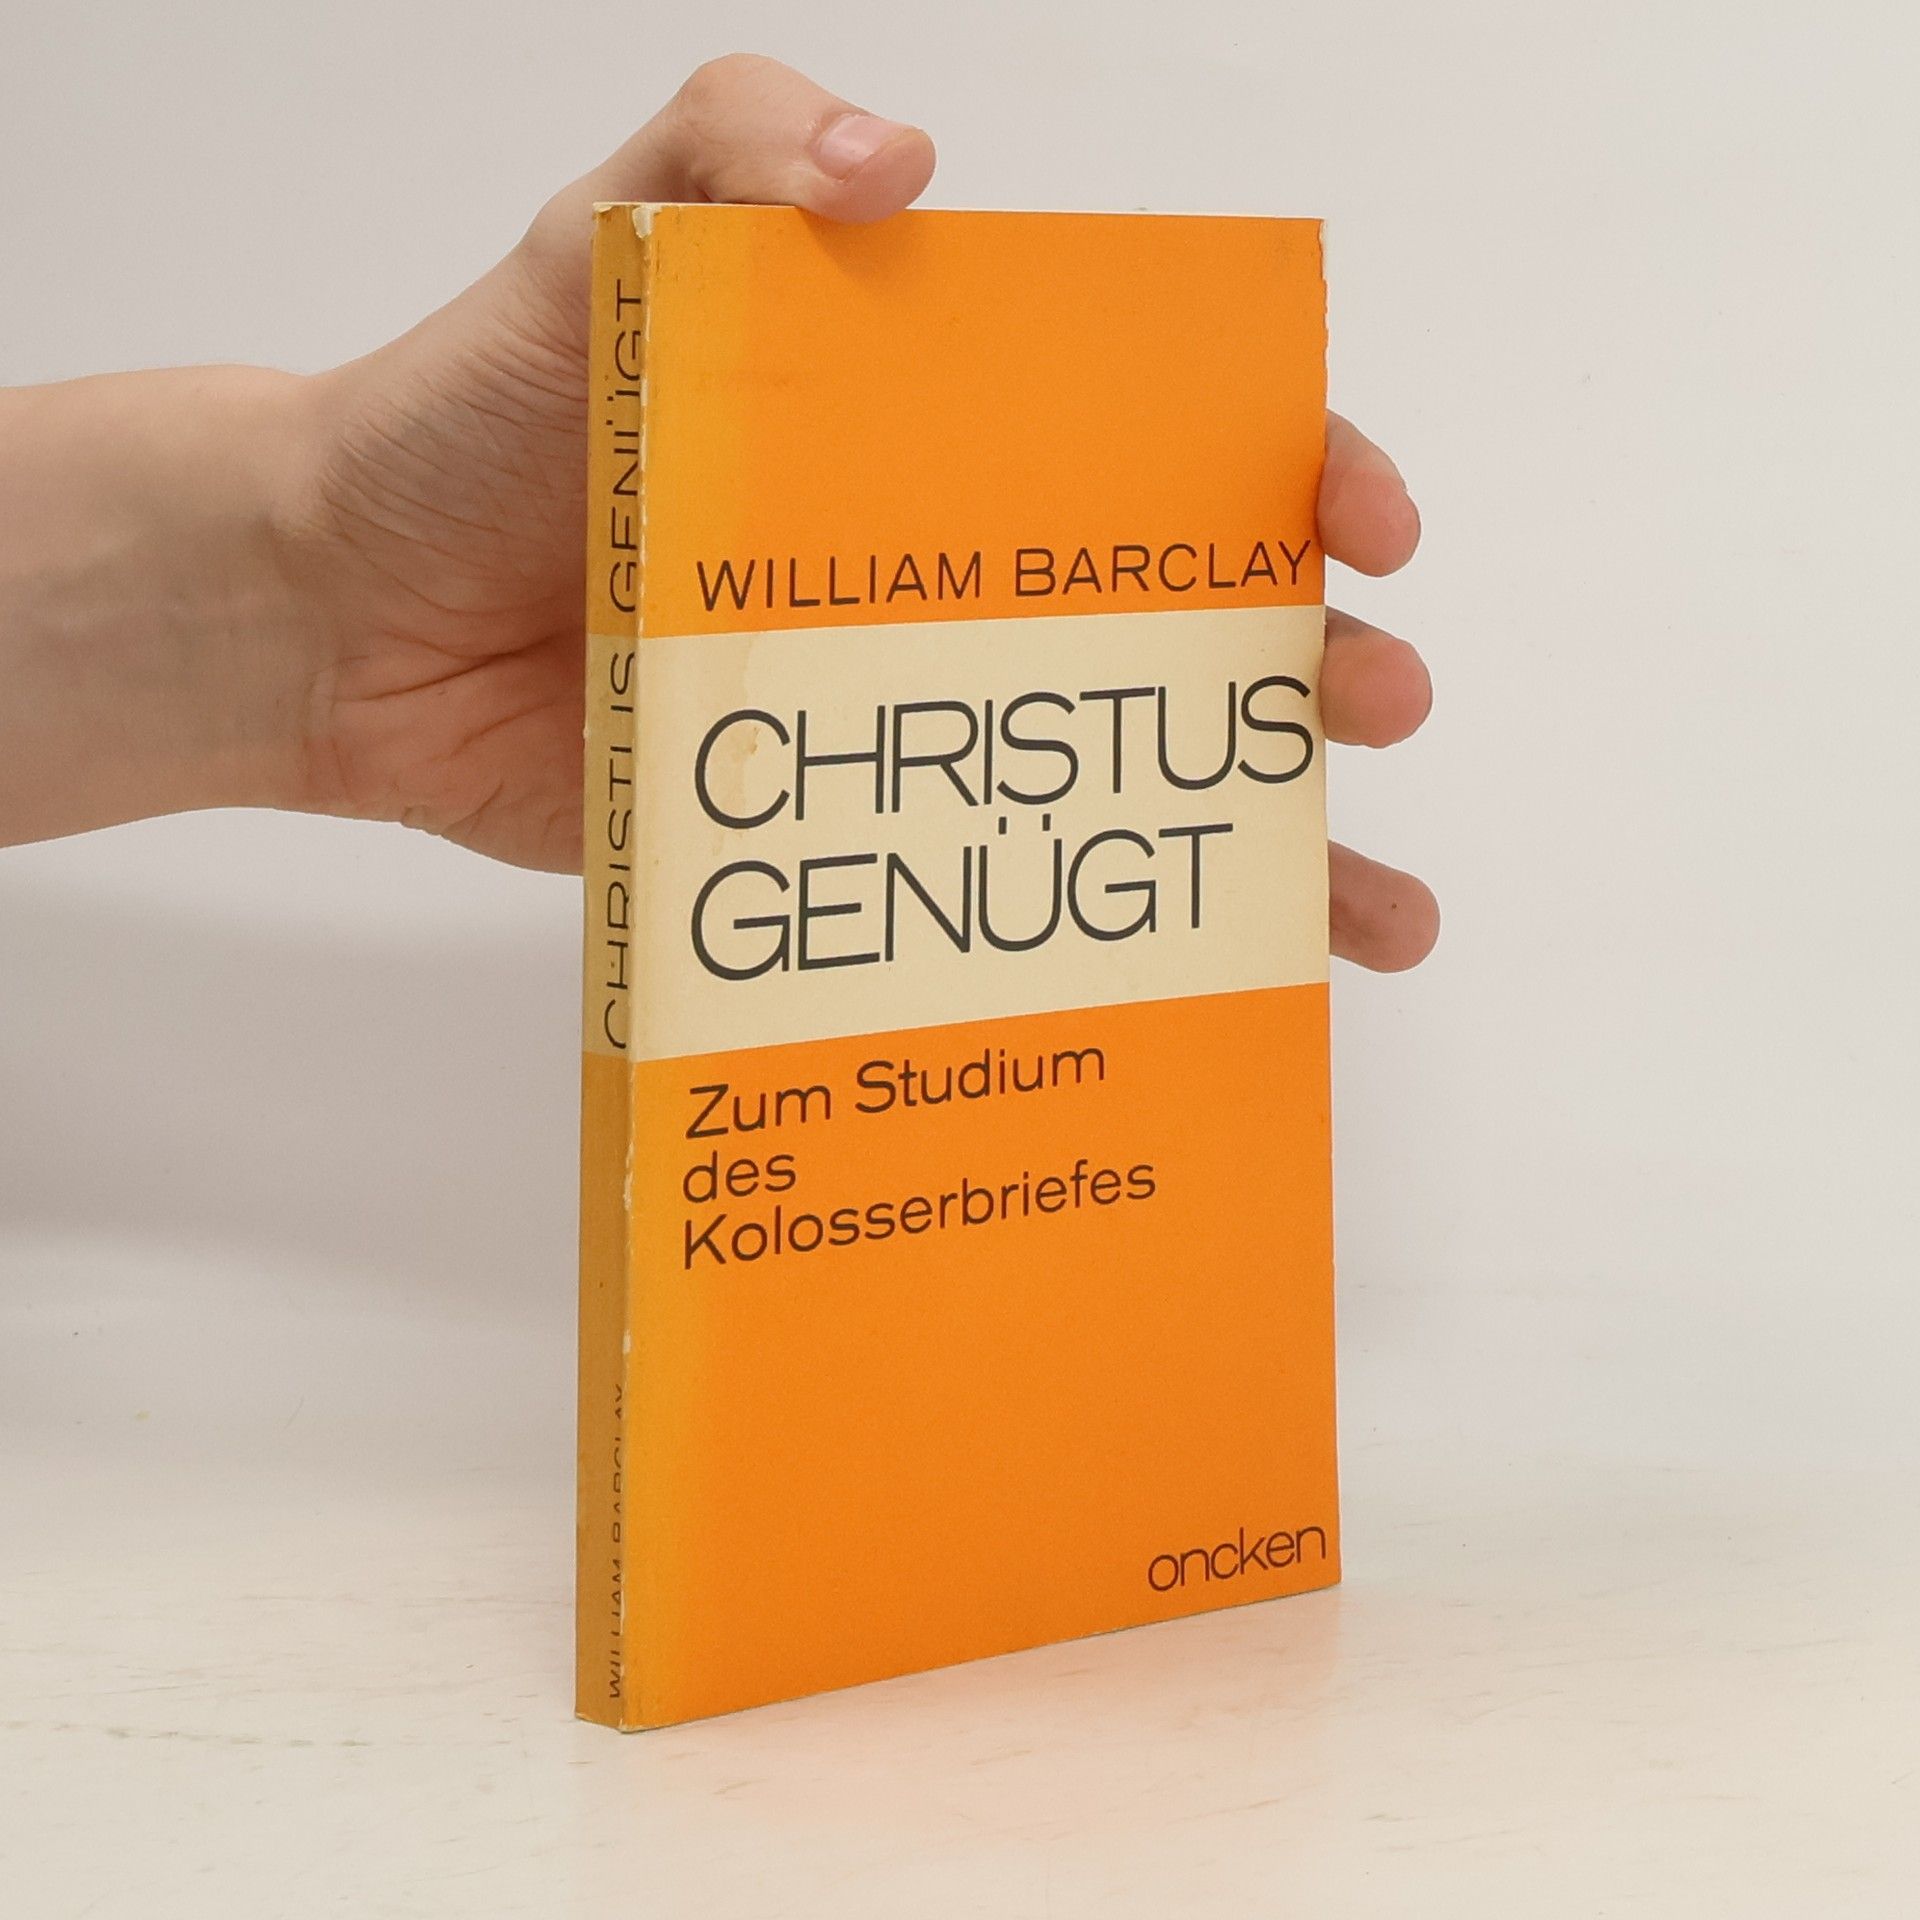 WILLIAM BARCLAY
CHRISTUS
GENÜGT
Zum Studium
des
Kolosserbriefes
oncken
CHRISTUS GENÜGT
WILLIAM BARCLAY